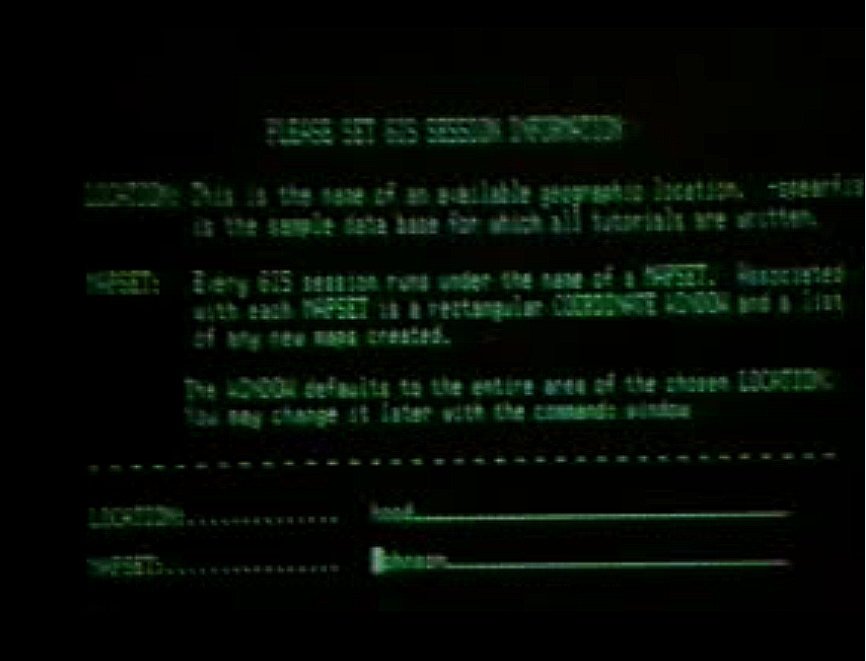 PLEASE SET GIS SESSION INFORMATION
LOCATION: This is the name of an available geographic location. -spearfish
is the sample data base for which all tutorials are written.
MAPSET: Every GIS session runs under the name of a MAPSET. Associated
with each MAPSET is a rectangular COORDINATE WINDOW and a list
of any new maps created.
The WINDOW defaults to the entire area of the chosen LOCATION.
You may change it later with the command: window
- - - - - - - - - - - - - - - - - - - - - - - - - - - - - - - - - - -
LOCATION:..............
MAPSET:................